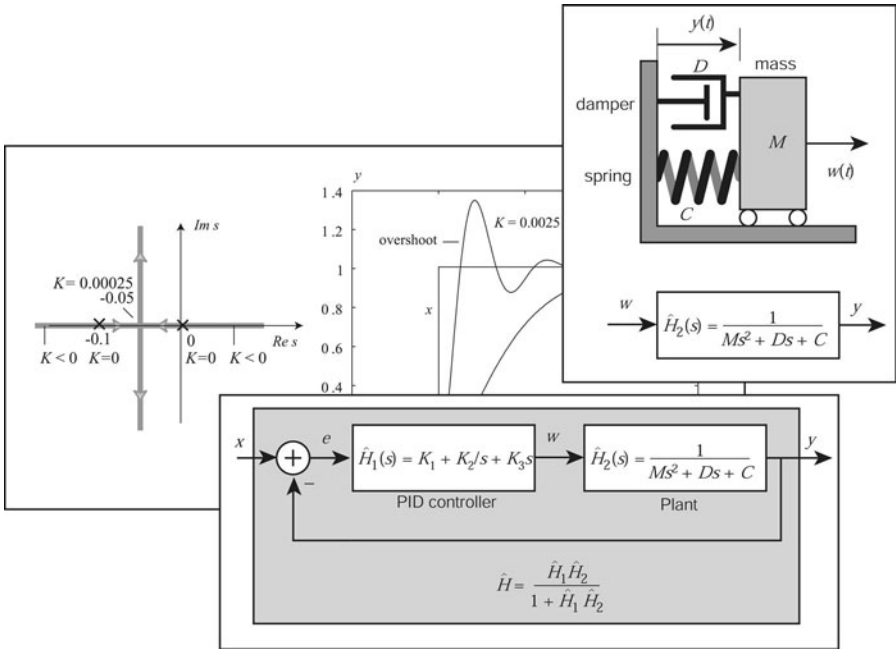 y(t)
D
mass
damper
M
w(t)
spring
C
w
Ĥ₂(s) = 1 / (Ms² + Ds + C)
y
Im s
K = 0.00025
-0.05
-0.1
0
Re s
K < 0
K=0
K=0
K < 0
y
1.4
1.2
1
0.8
0.6
0.4
overshoot
K = 0.0025
x
x
e
Ĥ₁(s) = K₁ + K₂/s + K₃s
w
Ĥ₂(s) = 1 / (Ms² + Ds + C)
y
+
−
PID controller
Plant
Ĥ = Ĥ₁Ĥ₂ / (1 + Ĥ₁Ĥ₂)